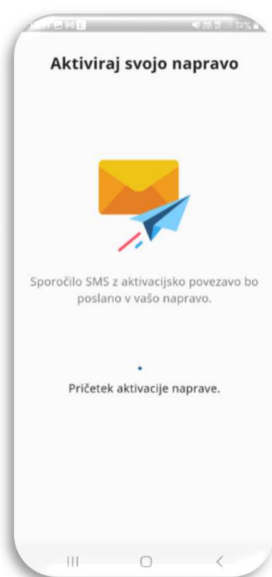 Aktiviraj svojo napravo
Sporočilo SMS z aktivacijsko povezavo bo
poslano v vašo napravo.
Pričetek aktivacije naprave.